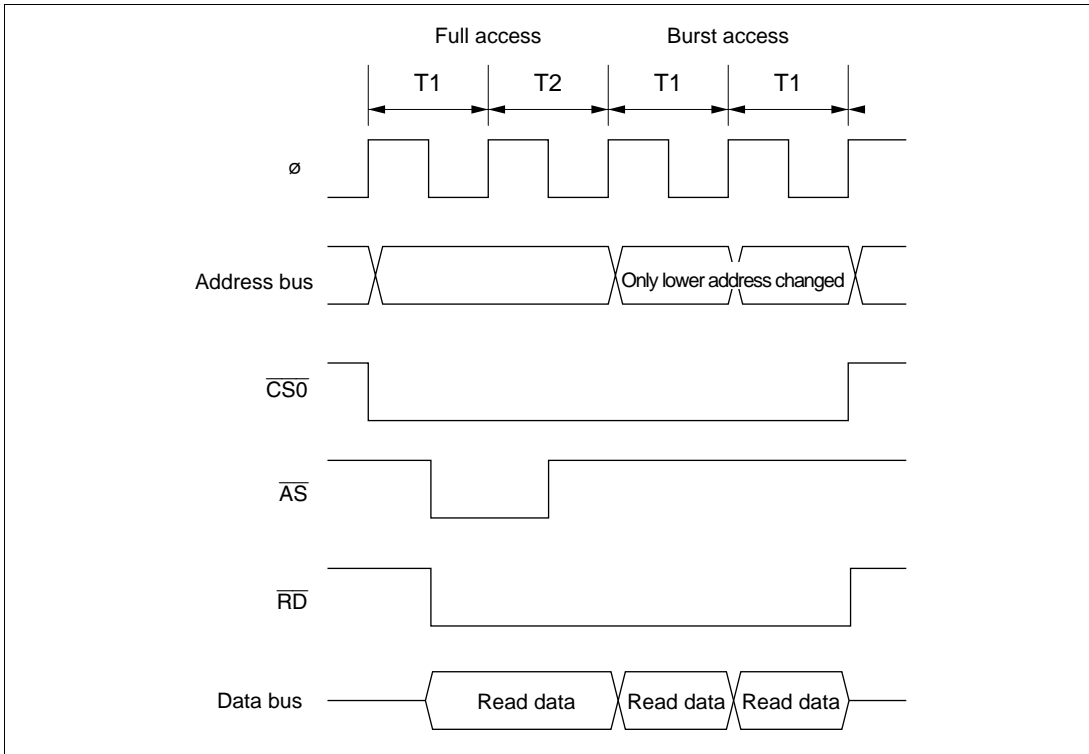 Full access Burst access
T1 T2 T1 T1
ø
Address bus Only lower address changed
CS0
AS
RD
Data bus Read data Read data Read data